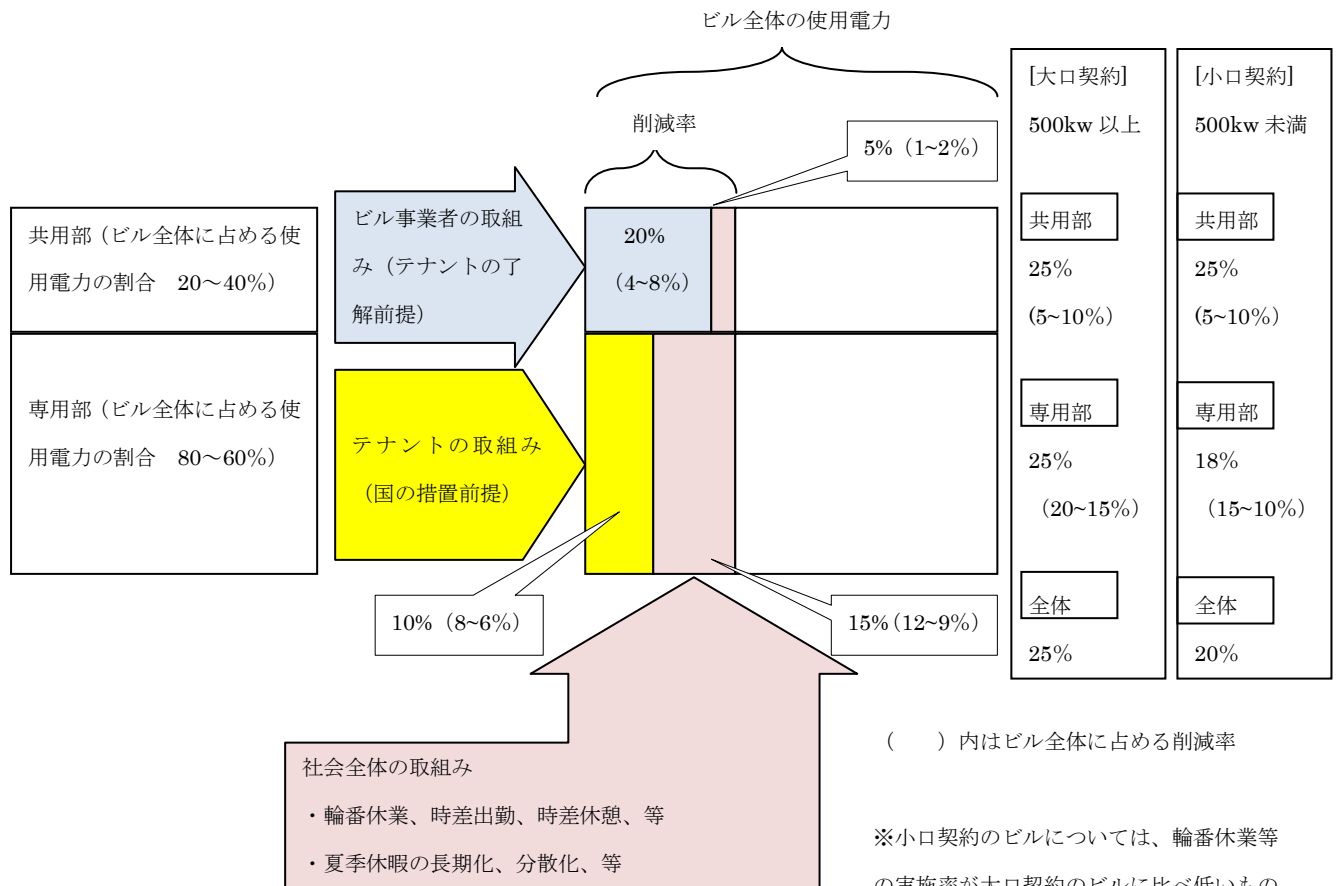 ビル全体の使用電力
削減率
5%（1~2%）
[大口契約]
500kw 以上
共用部
25%
(5~10%)
専用部
25%
（20~15%）
全体
25%
[小口契約]
500kw 未満
共用部
25%
(5~10%)
専用部
18%
（15~10%）
全体
20%
共用部（ビル全体に占める使
用電力の割合　20～40%）
ビル事業者の取組
み（テナントの了
解前提）
20%
（4~8%）
専用部（ビル全体に占める使
用電力の割合　80～60%）
テナントの取組み
（国の措置前提）
10%（8~6%）
15%（12~9%）
社会全体の取組み
・輪番休業、時差出勤、時差休憩、等
・夏季休暇の長期化、分散化、等
（　　）内はビル全体に占める削減率
※小口契約のビルについては、輪番休業等
の実施率が大口契約のビルに比べ低いもの